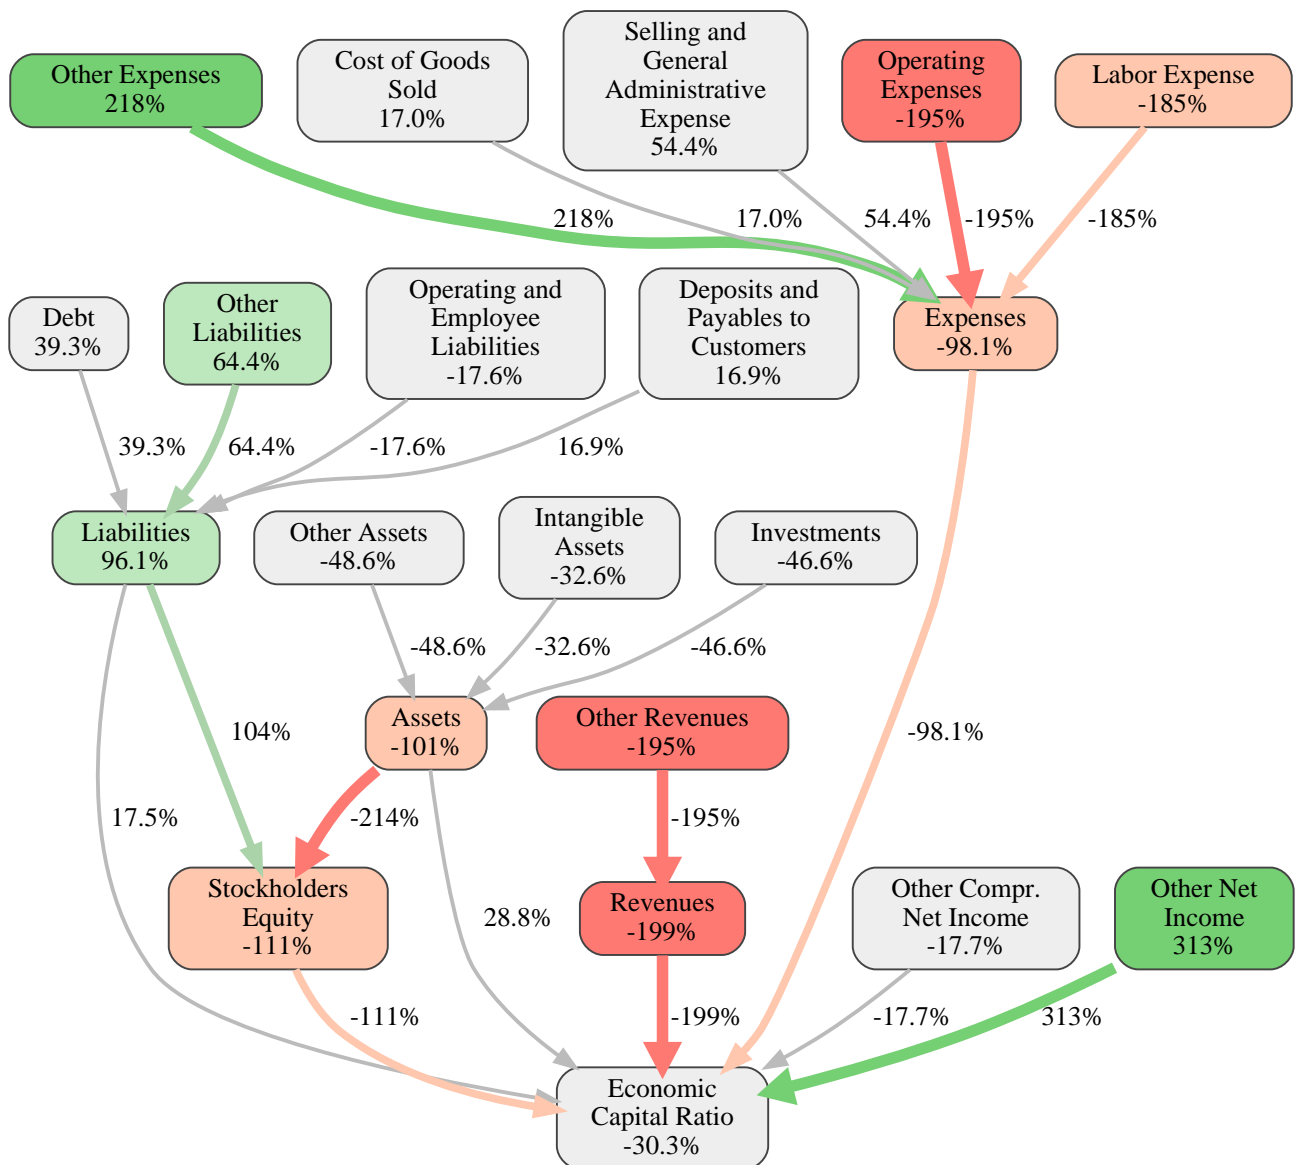 Other Expenses
218%
Cost of Goods
Sold
17.0%
Selling and
General
Administrative
Expense
54.4%
Operating
Expenses
-195%
Labor Expense
-185%
218%
17.0%
54.4%
-195%
-185%
Debt
39.3%
Other
Liabilities
64.4%
Operating and
Employee
Liabilities
-17.6%
Deposits and
Payables to
Customers
16.9%
Expenses
-98.1%
39.3%
64.4%
-17.6%
16.9%
Liabilities
96.1%
Other Assets
-48.6%
Intangible
Assets
-32.6%
Investments
-46.6%
-48.6%
-32.6%
-46.6%
Assets
-101%
Other Revenues
-195%
104%
-98.1%
17.5%
-214%
-195%
Stockholders
Equity
-111%
28.8%
Revenues
-199%
Other Compr.
Net Income
-17.7%
Other Net
Income
313%
-111%
-199%
-17.7%
313%
Economic
Capital Ratio
-30.3%